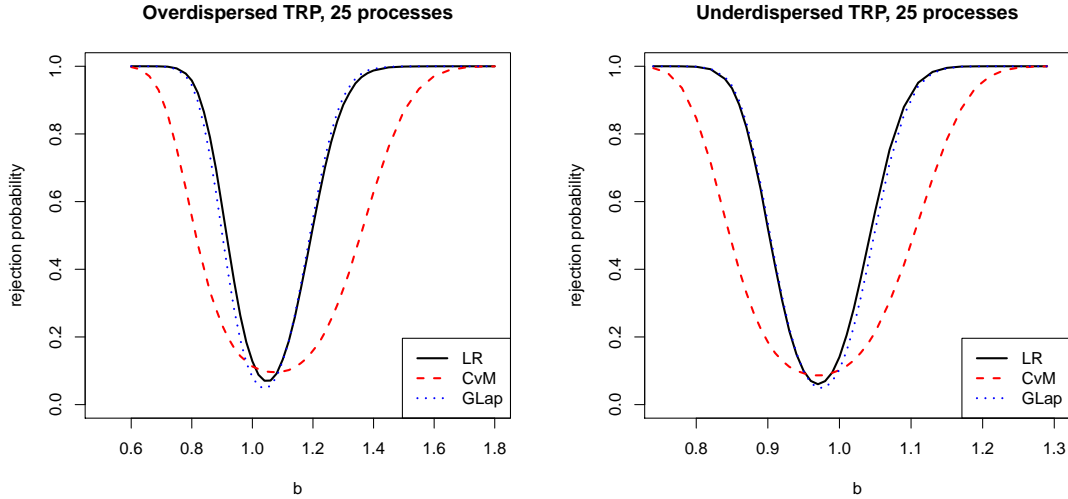 Overdispersed TRP, 25 processes
rejection probability
1.0
0.8
0.6
0.4
0.2
0.0
LR
CvM
GLap
0.6 0.8 1.0 1.2 1.4 1.6 1.8
b
Underdispersed TRP, 25 processes
rejection probability
1.0
0.8
0.6
0.4
0.2
0.0
LR
CvM
GLap
0.8 0.9 1.0 1.1 1.2 1.3
b